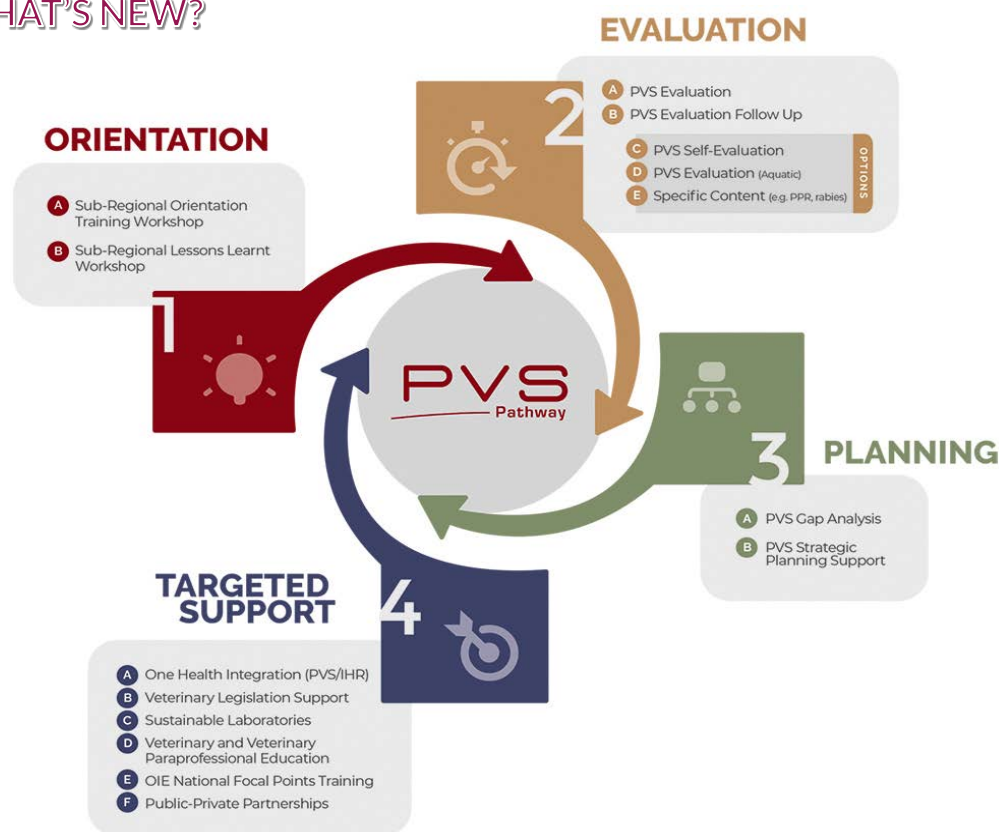 WHAT'S NEW?
EVALUATION
2
A PVS Evaluation
B PVS Evaluation Follow Up
C PVS Self-Evaluation
D PVS Evaluation (Aquatic)
E Specific Content (e.g. PPR, rabies)
OPTIONS
ORIENTATION
A Sub-Regional Orientation
Training Workshop
B Sub-Regional Lessons Learnt
Workshop
1
PVS
Pathway
3
PLANNING
A PVS Gap Analysis
B PVS Strategic
Planning Support
TARGETED
SUPPORT
4
A One Health Integration (PVS/IHR)
B Veterinary Legislation Support
C Sustainable Laboratories
D Veterinary and Veterinary
Paraprofessional Education
E OIE National Focal Points Training
F Public-Private Partnerships